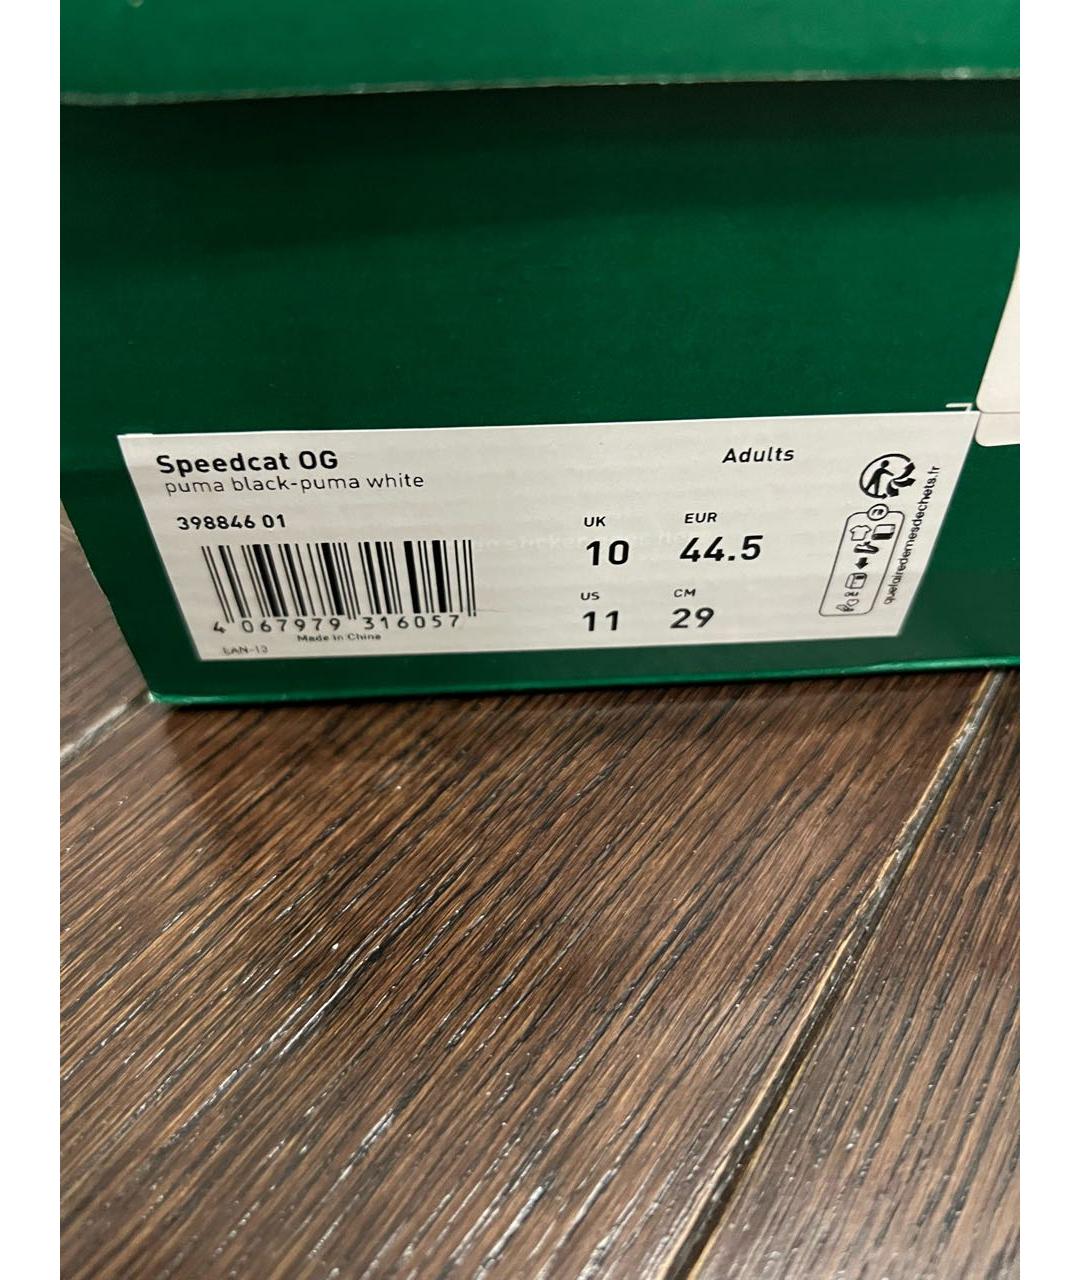 Speedcat OG
Adults
puma black-puma white
398846 01
UK
EUR
10
44.5
US
CM
11
29
4 067979 316057
Made in China
EAN-13
FR
quefairedemesdechets.fr